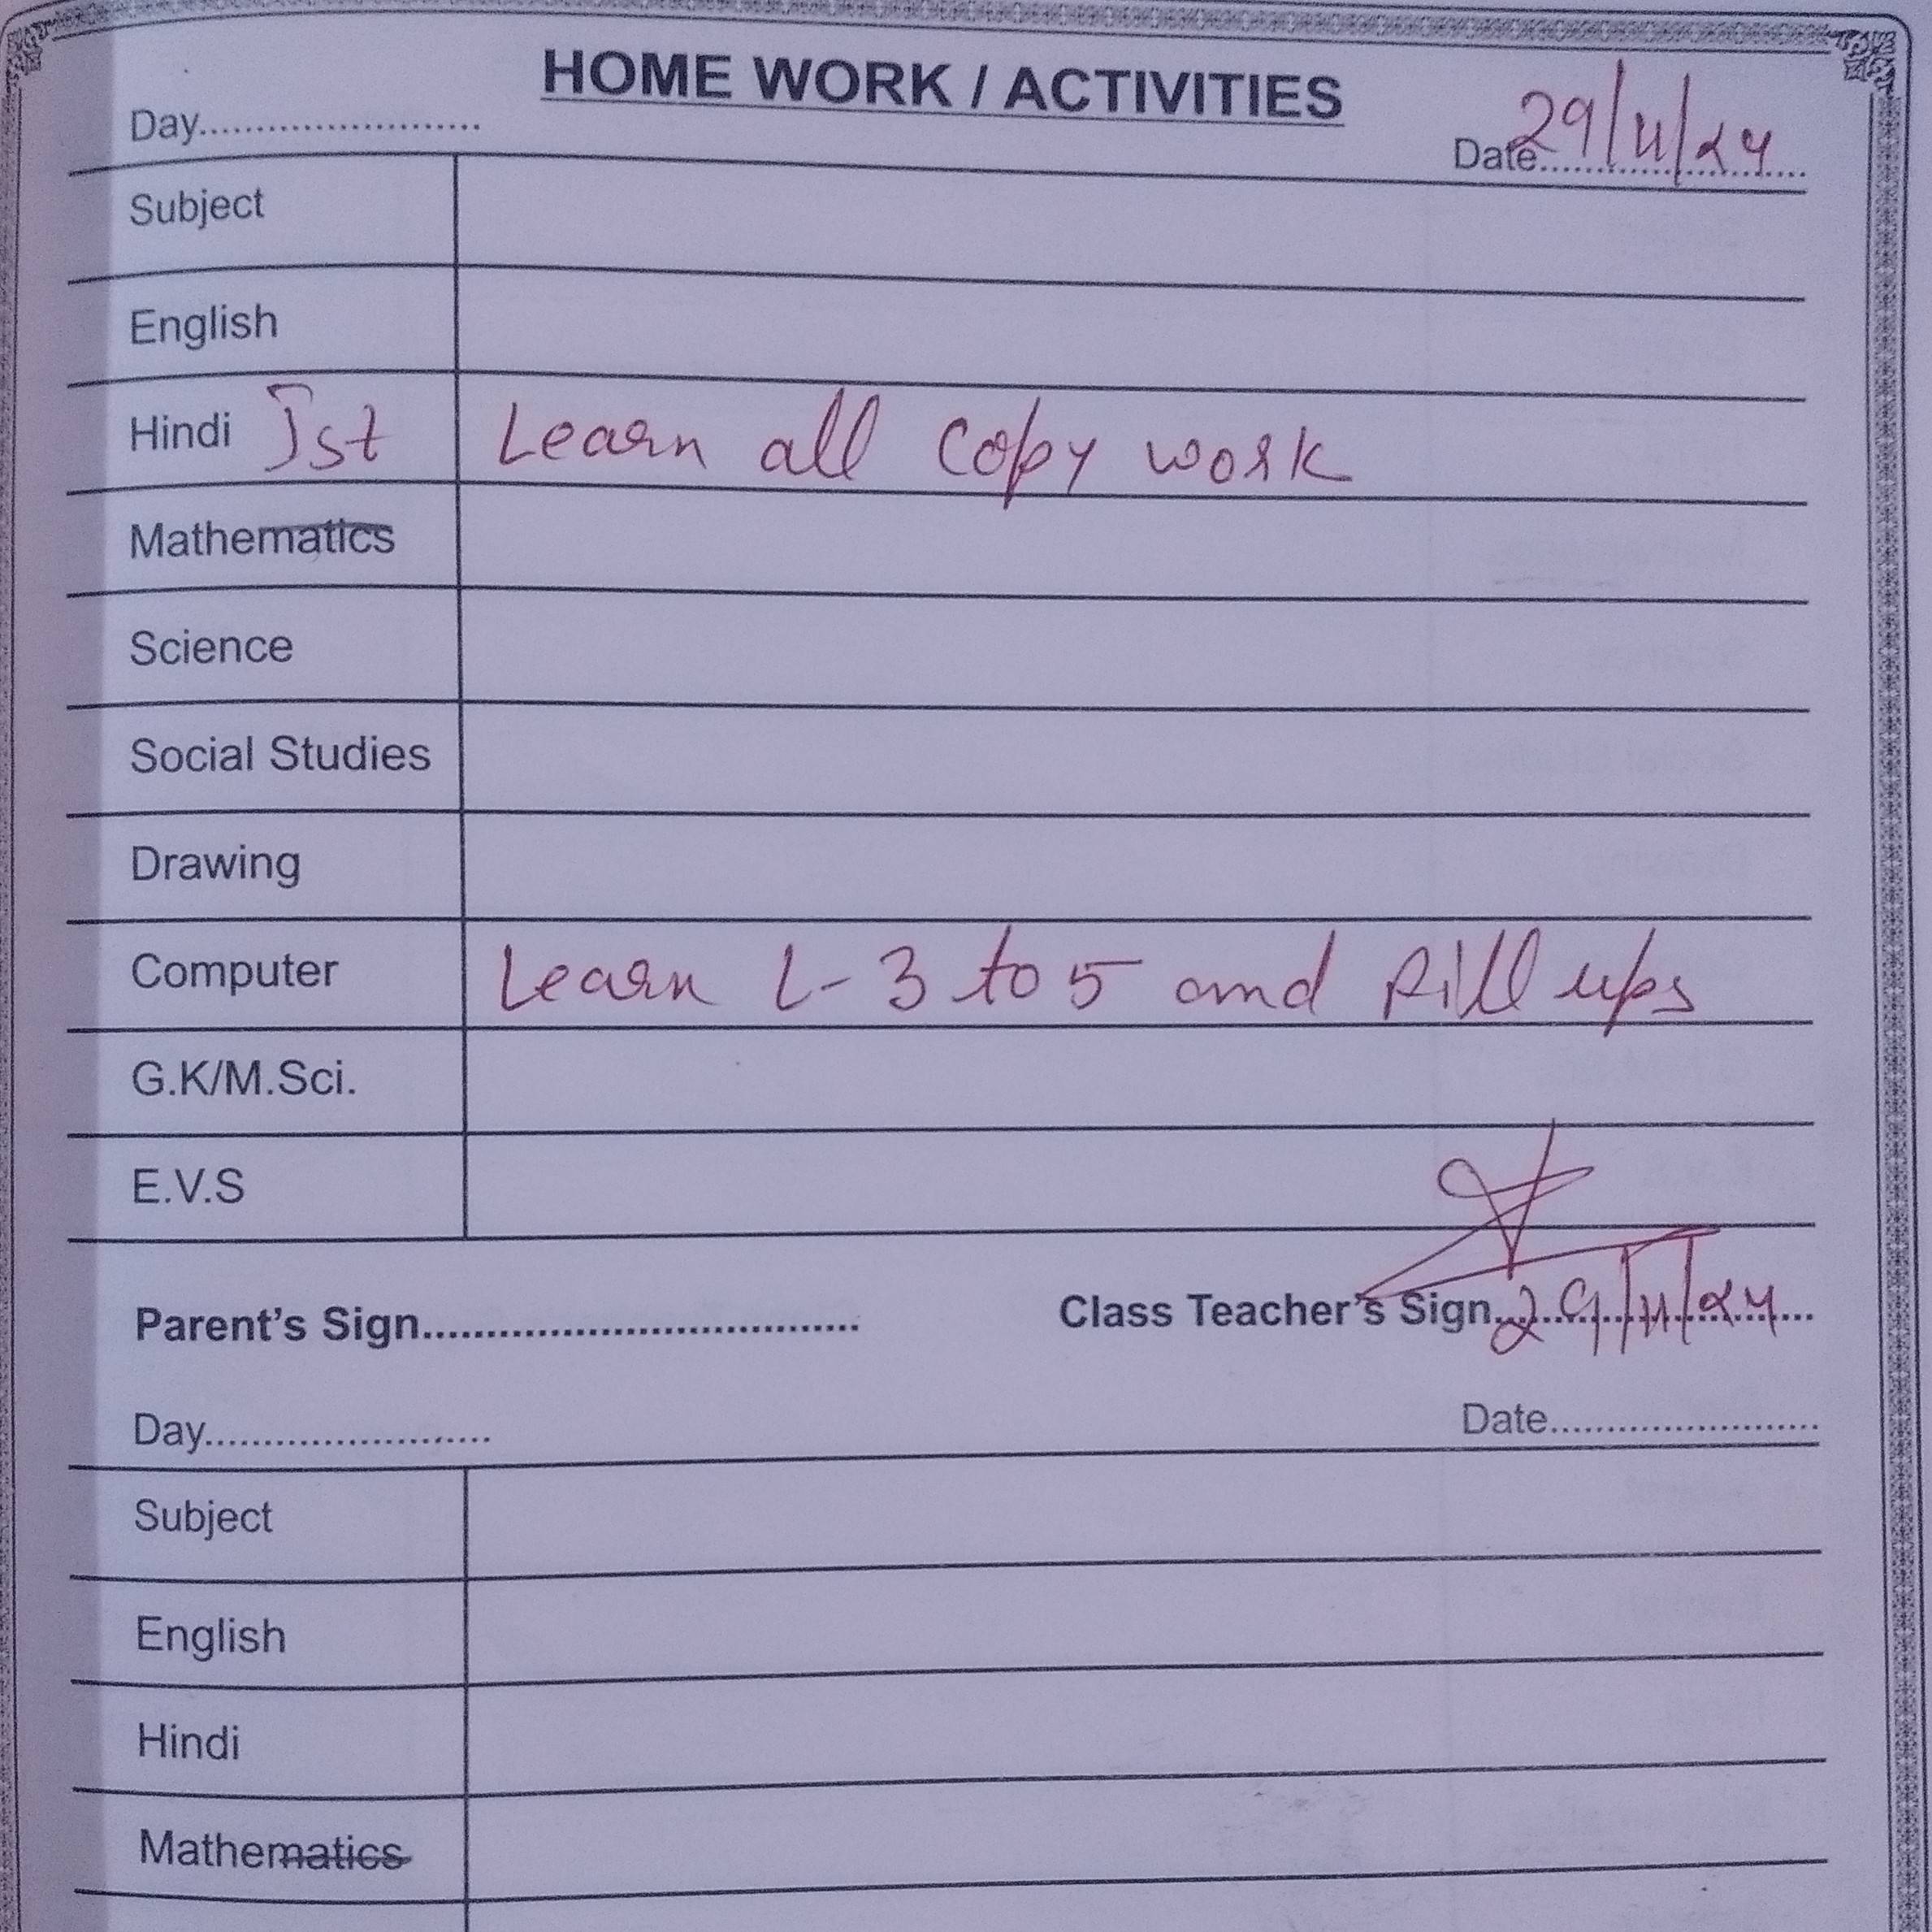 HOME WORK / ACTIVITIES
Day........................ Date 29/11/24
Subject
English
Hindi Ist Learn all copy work
Mathematics
Science
Social Studies
Drawing
Computer Learn L-3 to 5 and fill ups
G.K/M.Sci.
E.V.S
Parent's Sign.................................. Class Teacher's Sign 29/11/24
Day........................ Date.......................
Subject
English
Hindi
Mathematics